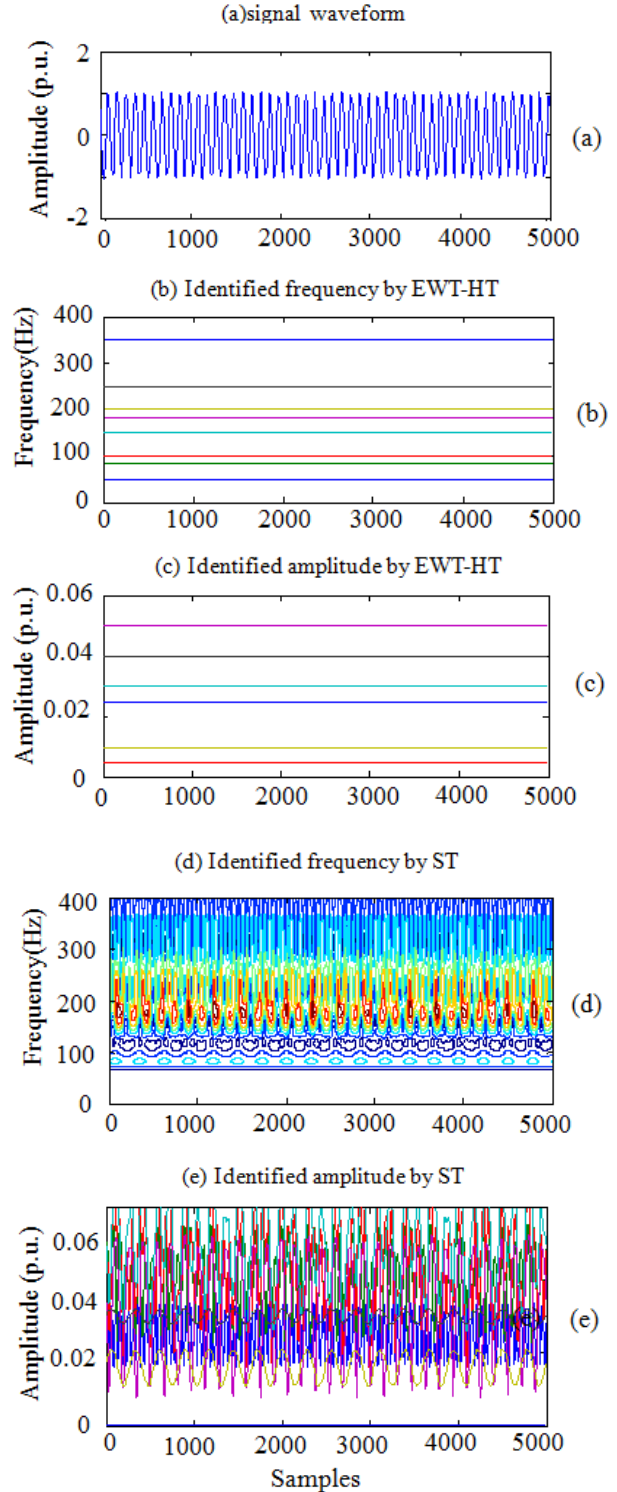 (a)signal waveform
Amplitude (p.u.)
2
1
0
-2
0 1000 2000 3000 4000 5000
(a)
(b) Identified frequency by EWT-HT
Frequency(Hz)
400
300
200
100
0
0 1000 2000 3000 4000 5000
(b)
(c) Identified amplitude by EWT-HT
Amplitude (p.u.)
0.06
0.04
0.02
0
0 1000 2000 3000 4000 5000
(c)
(d) Identified frequency by ST
Frequency(Hz)
400
300
200
100
0
0 1000 2000 3000 4000 5000
(d)
(e) Identified amplitude by ST
Amplitude (p.u.)
0.06
0.04
0.02
0
0 1000 2000 3000 4000 5000
(e)
Samples